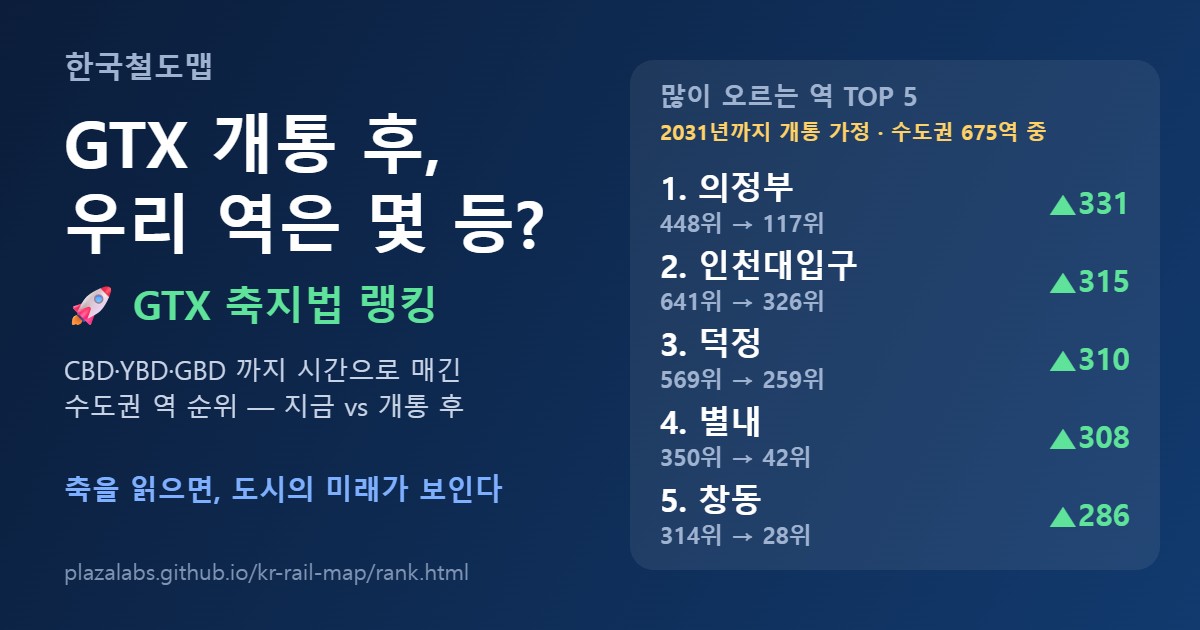 한국철도맵
GTX 개통 후,
우리 역은 몇 등?
🚀 GTX 축지법 랭킹
CBD·YBD·GBD 까지 시간으로 매긴
수도권 역 순위 — 지금 vs 개통 후
축을 읽으면, 도시의 미래가 보인다
plazalabs.github.io/kr-rail-map/rank.html
많이 오르는 역 TOP 5
2031년까지 개통 가정 · 수도권 675역 중
1. 의정부
448위 → 117위
▲331
2. 인천대입구
641위 → 326위
▲315
3. 덕정
569위 → 259위
▲310
4. 별내
350위 → 42위
▲308
5. 창동
314위 → 28위
▲286